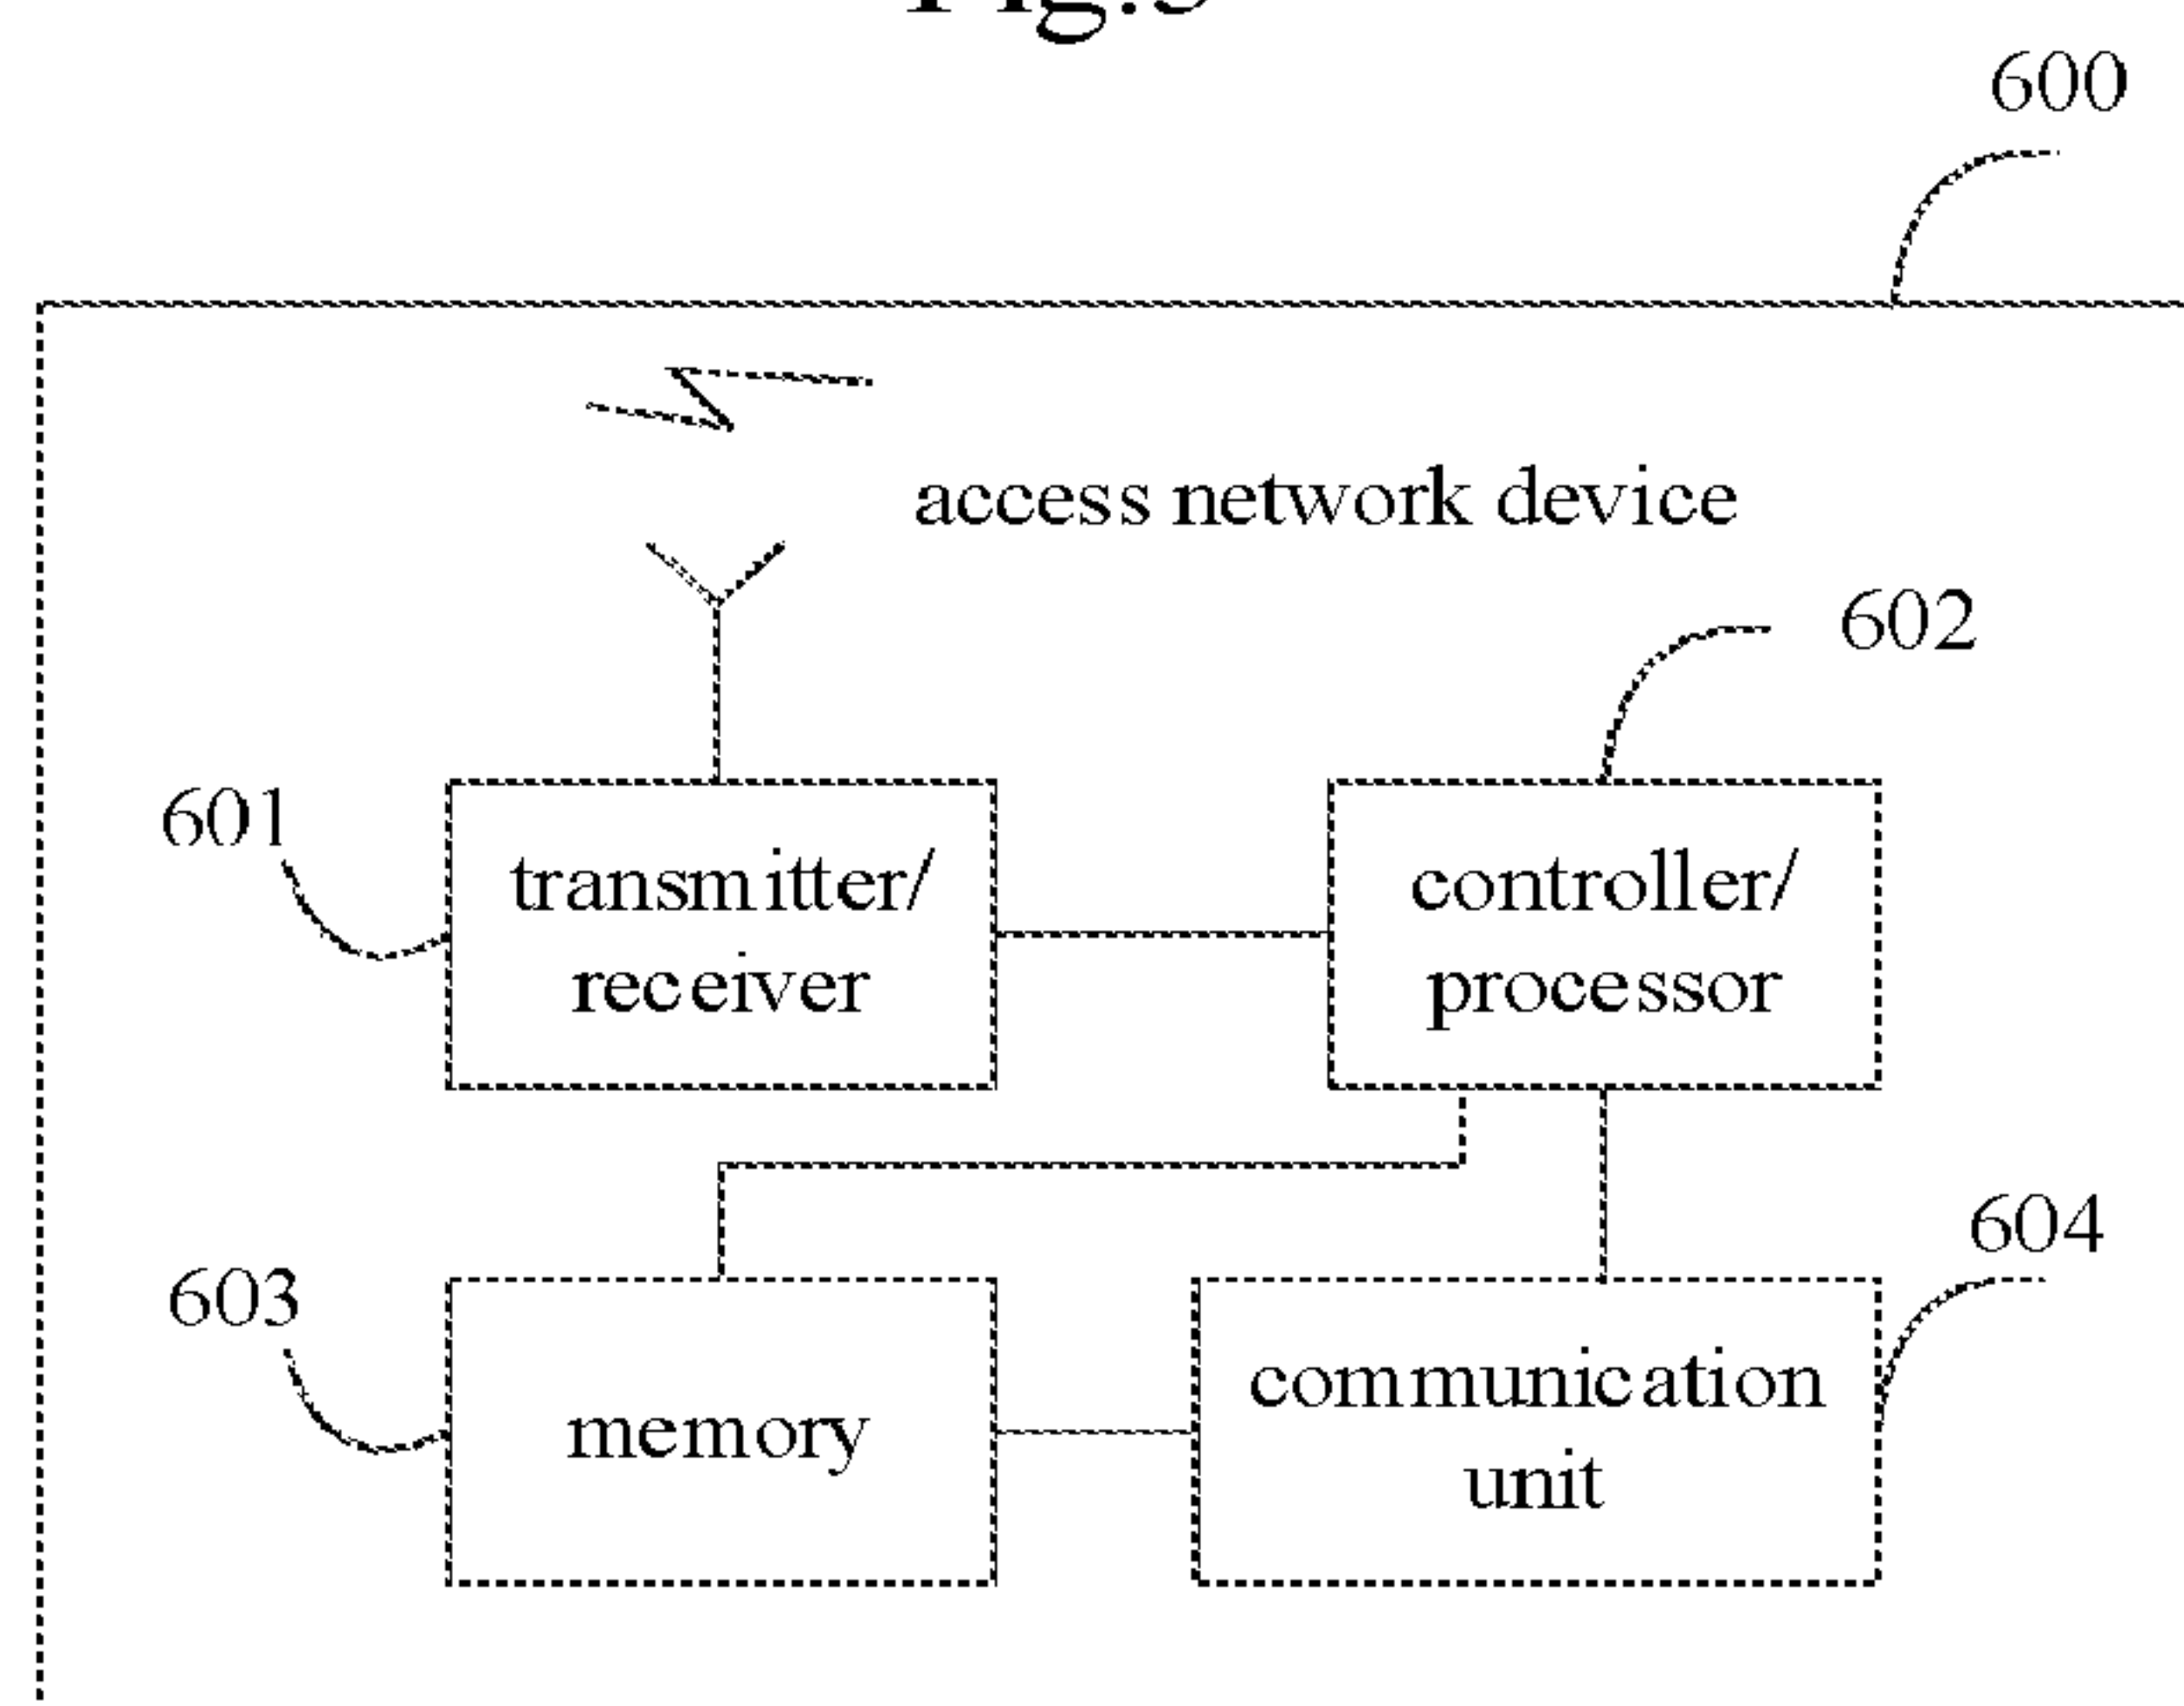 600
access network device
602
601
transmitter/
receiver
controller/
processor
603
604
memory
communication
unit